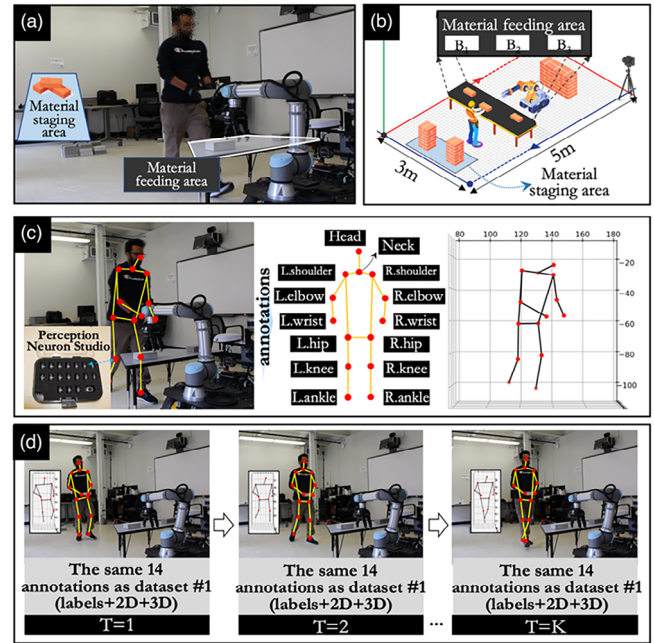 (a)
Champion
Material
staging
area
Material
feeding area
(b)
Material feeding area
B1
B2
B3
3m
5m
Material
staging area
(c)
Perception
Neuron Studio
annotations
Head
Neck
L.shoulder
R.shoulder
L.elbow
R.elbow
L.wrist
R.wrist
L.hip
R.hip
L.knee
R.knee
L.ankle
R.ankle
80 100 120 140 160 180
−20
−40
−60
−80
−100
(d)
The same 14
annotations as dataset #1
(labels+2D+3D)
T=1
The same 14
annotations as dataset #1
(labels+2D+3D)
T=2
...
The same 14
annotations as dataset #1
(labels+2D+3D)
T=K